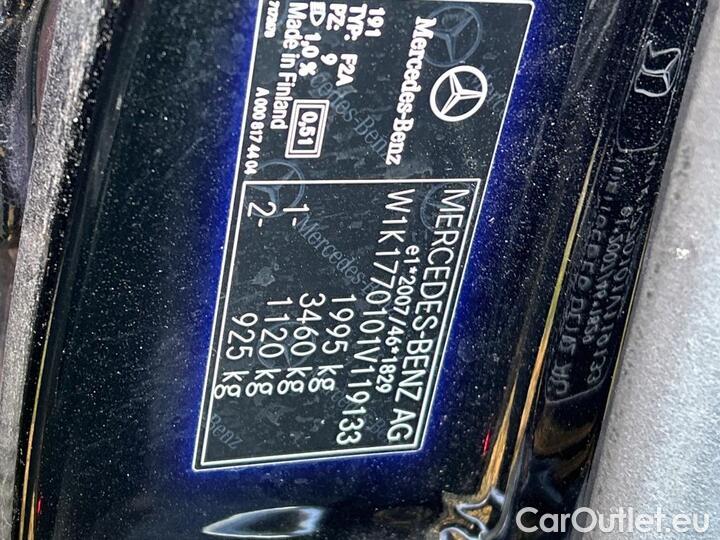 Mercedes-Benz
191
TYP: F2A
PZ: 9
1,0 %
0,51
Made in Finland
A 000 817 44 04
MERCEDES-BENZ AG
e1*2007/46*1829
W1K1770101V119133
1995 kg
3460 kg
1- 1120 kg
2- 925 kg
CarOutlet.eu